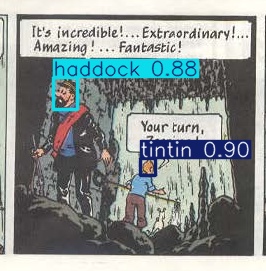 It's incredible!... Extraordinary!...
Amazing!... Fantastic!
haddock 0.88
Your turn,
tintin 0.90